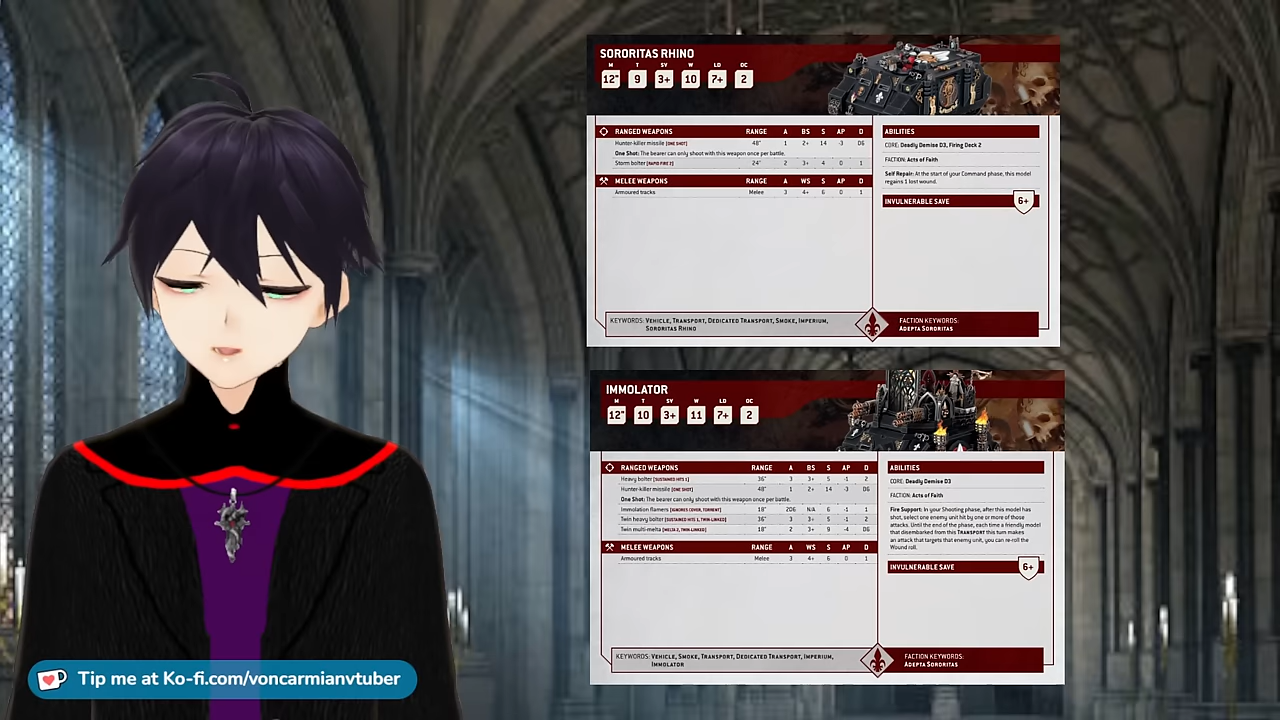 SORORITAS RHINO
M T SV W LD OC
12" 9 3+ 10 7+ 2
RANGED WEAPONS RANGE A BS S AP D
Hunter-killer missile [ONE SHOT] 48" 1 2+ 14 -3 D6
One Shot: The bearer can only shoot with this weapon once per battle.
Storm bolter [RAPID FIRE 2] 24" 2 3+ 4 0 1
MELEE WEAPONS RANGE A WS S AP D
Armoured tracks Melee 3 4+ 6 0 1
ABILITIES
CORE: Deadly Demise D3, Firing Deck 2
FACTION: Acts of Faith
Self Repair: At the start of your Command phase, this model
regains 1 lost wound.
INVULNERABLE SAVE 6+
KEYWORDS: VEHICLE, TRANSPORT, DEDICATED TRANSPORT, SMOKE, IMPERIUM,
SORORITAS RHINO
FACTION KEYWORDS:
ADEPTA SORORITAS
IMMOLATOR
M T SV W LD OC
12" 10 3+ 11 7+ 2
RANGED WEAPONS RANGE A BS S AP D
Heavy bolter [SUSTAINED HITS 1] 36" 3 3+ 5 -1 2
Hunter-killer missile [ONE SHOT] 48" 1 2+ 14 -3 D6
One Shot: The bearer can only shoot with this weapon once per battle.
Immolation flamers [IGNORES COVER, TORRENT] 18" 2D6 N/A 6 -1 1
Twin heavy bolter [SUSTAINED HITS 1, TWIN-LINKED] 36" 3 3+ 5 -1 2
Twin multi-melta [MELTA 2, TWIN-LINKED] 18" 2 3+ 9 -4 D6
MELEE WEAPONS RANGE A WS S AP D
Armoured tracks Melee 3 4+ 6 0 1
ABILITIES
CORE: Deadly Demise D3
FACTION: Acts of Faith
Fire Support: In your Shooting phase, after this model has
shot, select one enemy unit hit by one or more of those
attacks. Until the end of the phase, each time a friendly model
that disembarked from this TRANSPORT this turn makes
an attack that targets that enemy unit, you can re-roll the
Wound roll.
INVULNERABLE SAVE 6+
KEYWORDS: VEHICLE, SMOKE, TRANSPORT, DEDICATED TRANSPORT, IMPERIUM,
IMMOLATOR
FACTION KEYWORDS:
ADEPTA SORORITAS
Tip me at Ko-fi.com/voncarmianvtuber